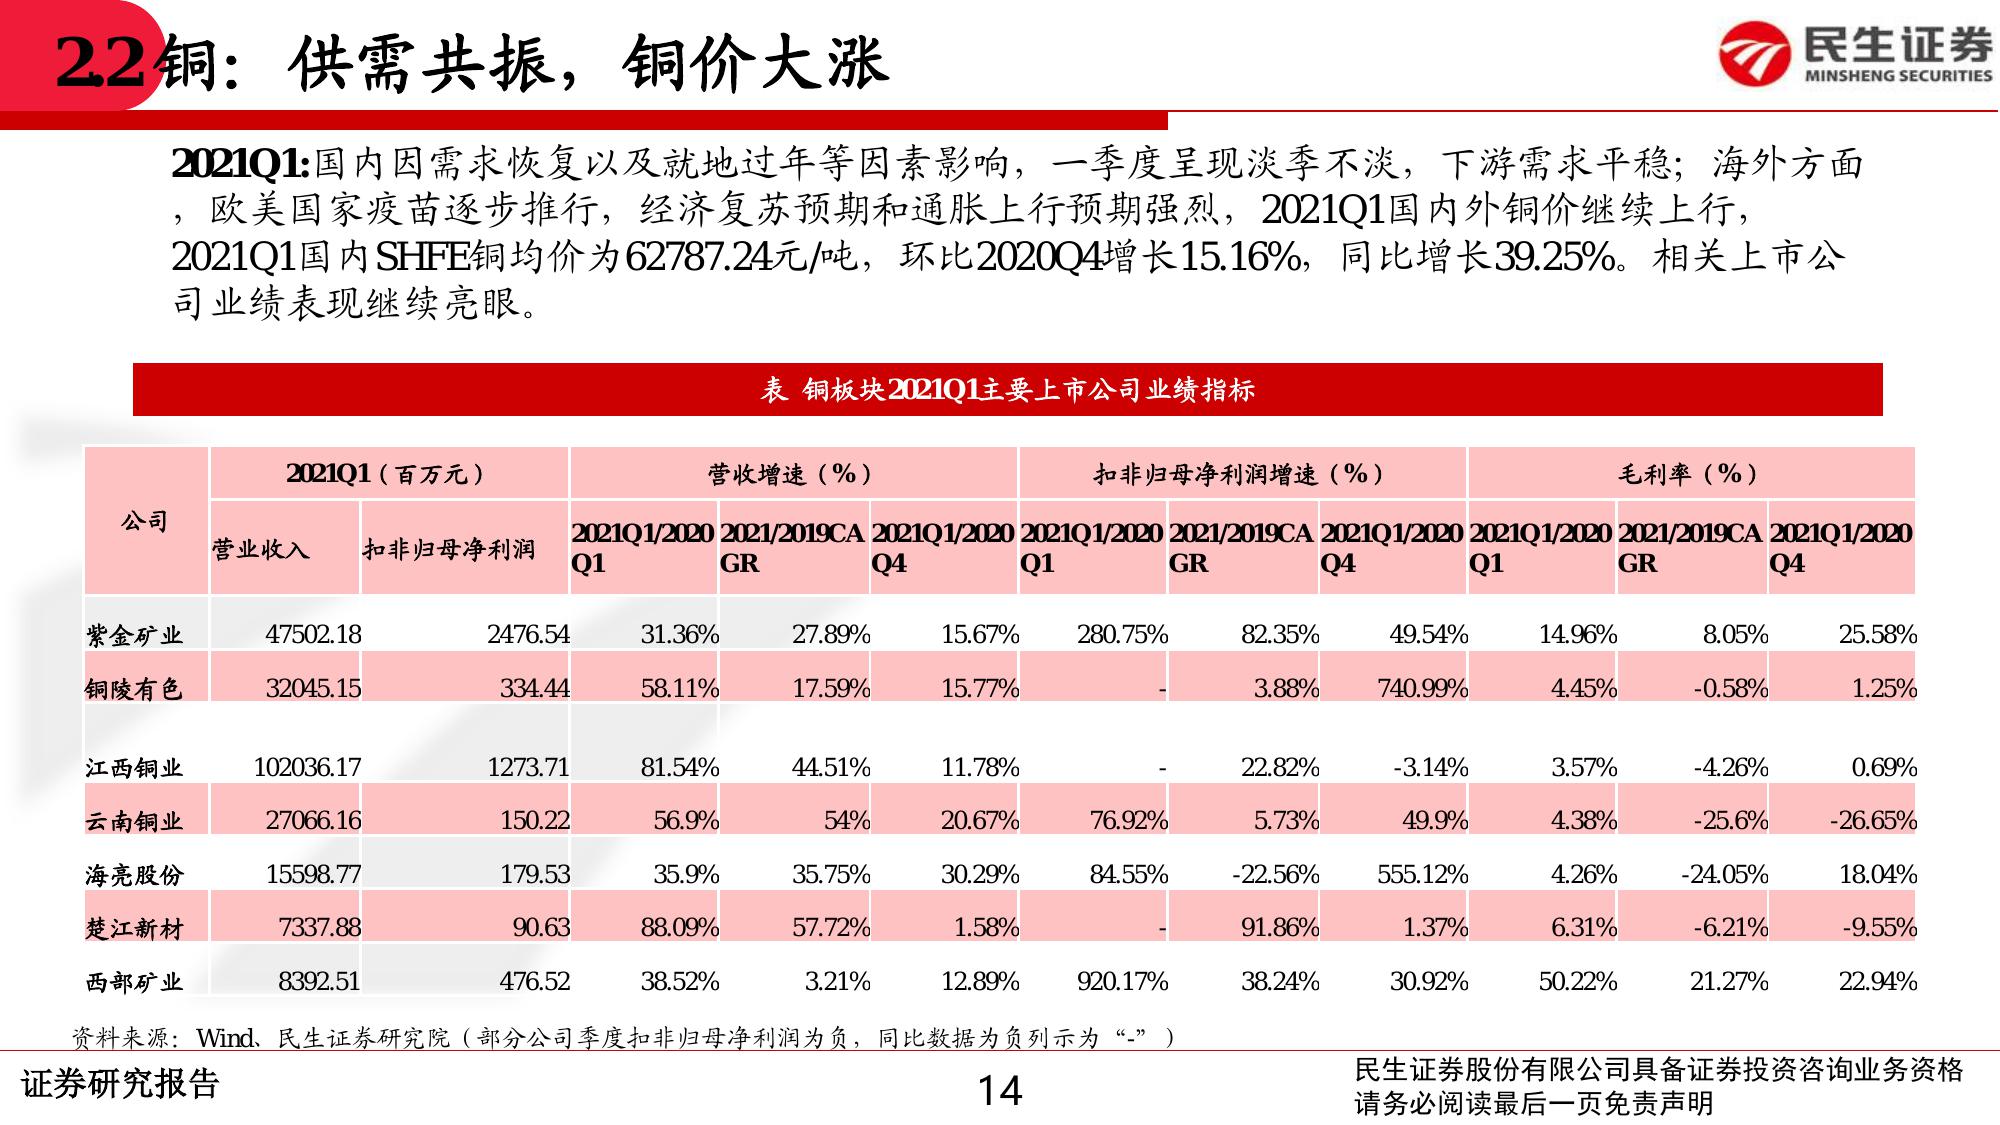 2.2铜：供需共振，铜价大涨
民生证券
MINSHENG SECURITIES
2021Q1:国内因需求恢复以及就地过年等因素影响，一季度呈现淡季不淡，下游需求平稳；海外方面
，欧美国家疫苗逐步推行，经济复苏预期和通胀上行预期强烈，2021Q1国内外铜价继续上行，
2021Q1国内SHFE铜均价为62787.24元/吨，环比2020Q4增长15.16%，同比增长39.25%。相关上市公
司业绩表现继续亮眼。
表 铜板块2021Q1主要上市公司业绩指标
公司 2021Q1（百万元） 营收增速（%） 扣非归母净利润增速（%） 毛利率（%）
营业收入 扣非归母净利润 2021Q1/2020Q1 2021/2019CAGR 2021Q1/2020Q4 2021Q1/2020Q1 2021/2019CAGR 2021Q1/2020Q4 2021Q1/2020Q1 2021/2019CAGR 2021Q1/2020Q4
紫金矿业 47502.18 2476.54 31.36% 27.89% 15.67% 280.75% 82.35% 49.54% 14.96% 8.05% 25.58%
铜陵有色 32045.15 334.44 58.11% 17.59% 15.77% - 3.88% 740.99% 4.45% -0.58% 1.25%
江西铜业 102036.17 1273.71 81.54% 44.51% 11.78% - 22.82% -3.14% 3.57% -4.26% 0.69%
云南铜业 27066.16 150.22 56.9% 54% 20.67% 76.92% 5.73% 49.9% 4.38% -25.6% -26.65%
海亮股份 15598.77 179.53 35.9% 35.75% 30.29% 84.55% -22.56% 555.12% 4.26% -24.05% 18.04%
楚江新材 7337.88 90.63 88.09% 57.72% 1.58% - 91.86% 1.37% 6.31% -6.21% -9.55%
西部矿业 8392.51 476.52 38.52% 3.21% 12.89% 920.17% 38.24% 30.92% 50.22% 21.27% 22.94%
资料来源：Wind、民生证券研究院（部分公司季度扣非归母净利润为负，同比数据为负列示为“-”）
证券研究报告
14
民生证券股份有限公司具备证券投资咨询业务资格
请务必阅读最后一页免责声明